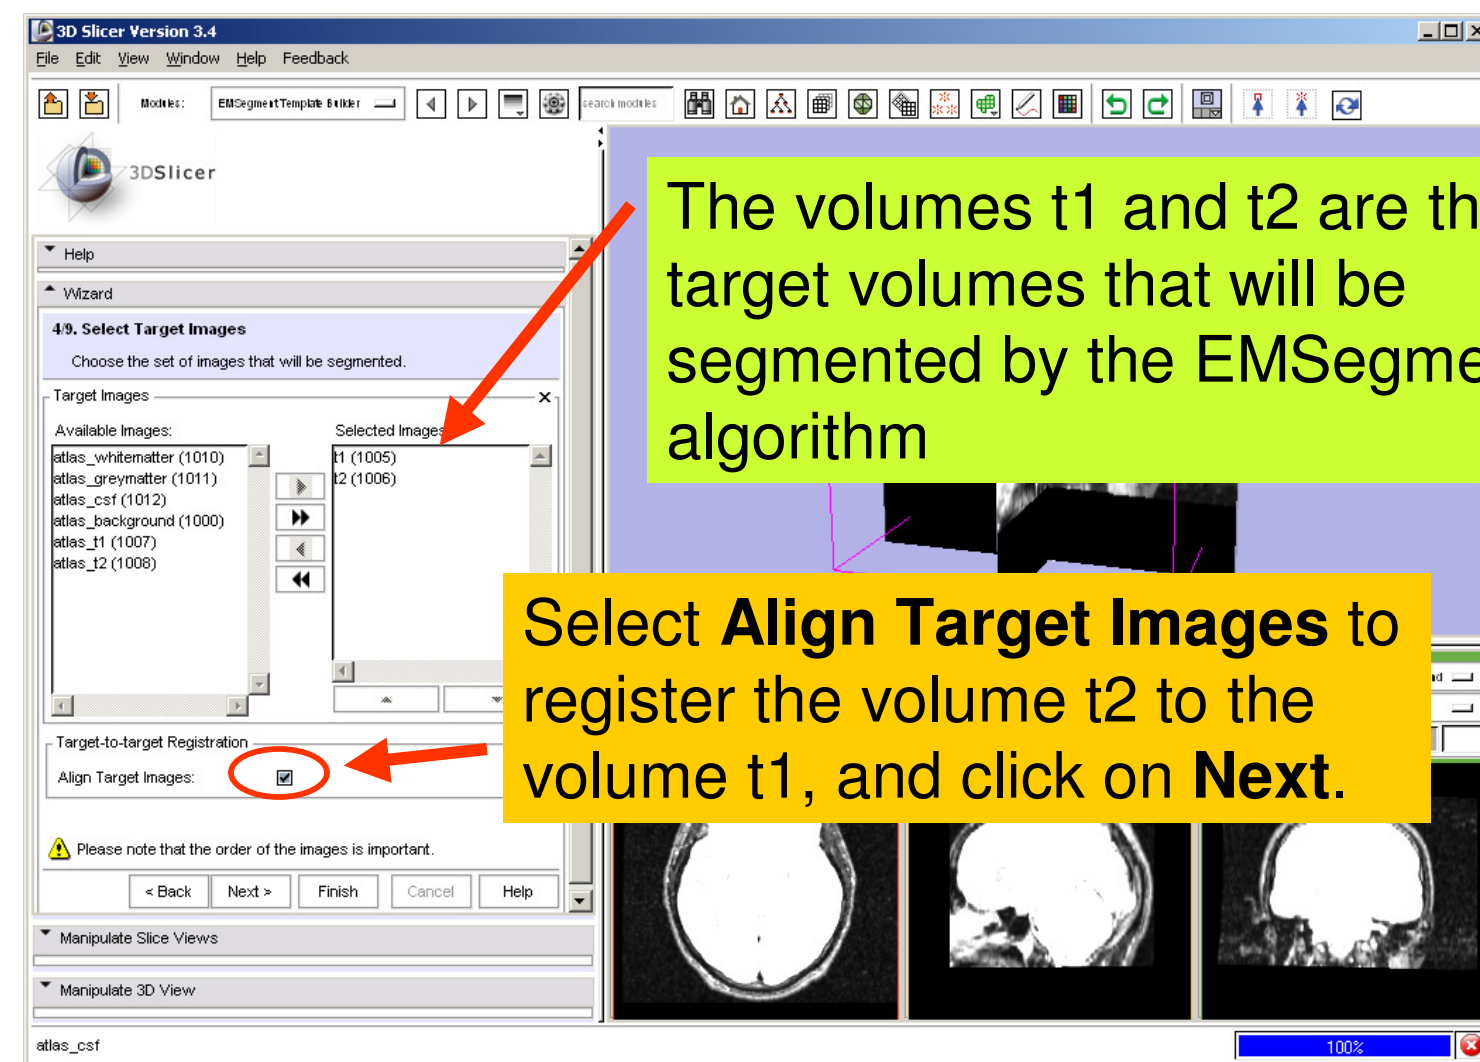 3D Slicer Version 3.4
File Edit View Window Help Feedback
Modules: EMSegmentTemplate Builder search modules
3DSlicer
The volumes t1 and t2 are th
target volumes that will be
segmented by the EMSegme
algorithm
Help
Wizard
4/9. Select Target Images
Choose the set of images that will be segmented.
Target Images
Available Images: Selected Images
atlas_whitematter (1010)
atlas_greymatter (1011)
atlas_csf (1012)
atlas_background (1000)
atlas_t1 (1007)
atlas_t2 (1008)
t1 (1005)
t2 (1006)
Select Align Target Images to
register the volume t2 to the
volume t1, and click on Next.
Target-to-target Registration
Align Target Images:
Please note that the order of the images is important.
< Back Next > Finish Cancel Help
Manipulate Slice Views
Manipulate 3D View
atlas_csf
100%